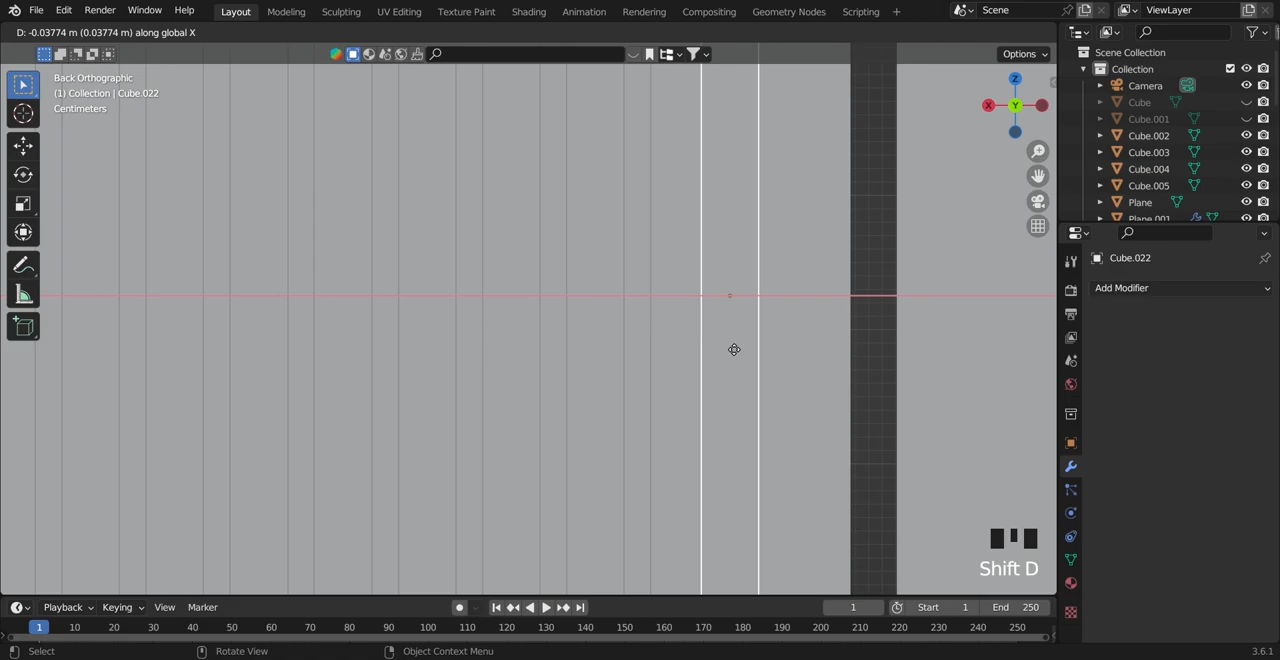 File Edit Render Window Help Layout Modeling Sculpting UV Editing Texture Paint Shading Animation Rendering Compositing Geometry Nodes Scripting + Scene ViewLayer
D: -0.03774 m (0.03774 m) along global X
Options
Back Orthographic
(1) Collection | Cube.022
Centimeters
Z
X
Y
Scene Collection
Collection
Camera
Cube
Cube.001
Cube.002
Cube.003
Cube.004
Cube.005
Plane
Plane.001
Cube.022
Add Modifier
Shift D
Playback Keying View Marker 1 Start 1 End 250
1 10 20 30 40 50 60 70 80 90 100 110 120 130 140 150 160 170 180 190 200 210 220 230 240 250
Select Rotate View Object Context Menu 3.6.1